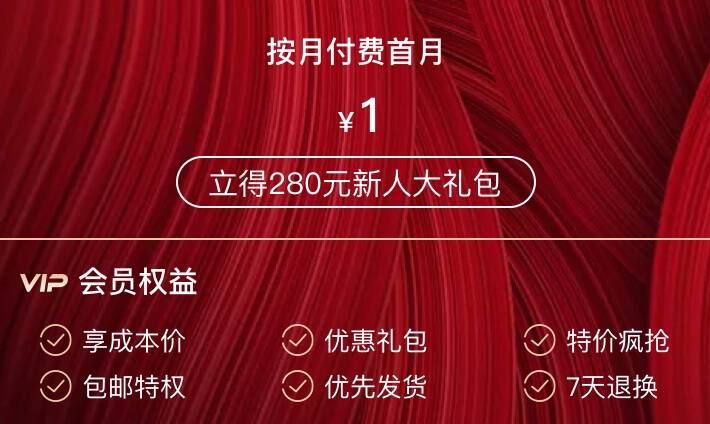 按月付费首月
¥1
立得280元新人大礼包
VIP 会员权益
享成本价 优惠礼包 特价疯抢
包邮特权 优先发货 7天退换